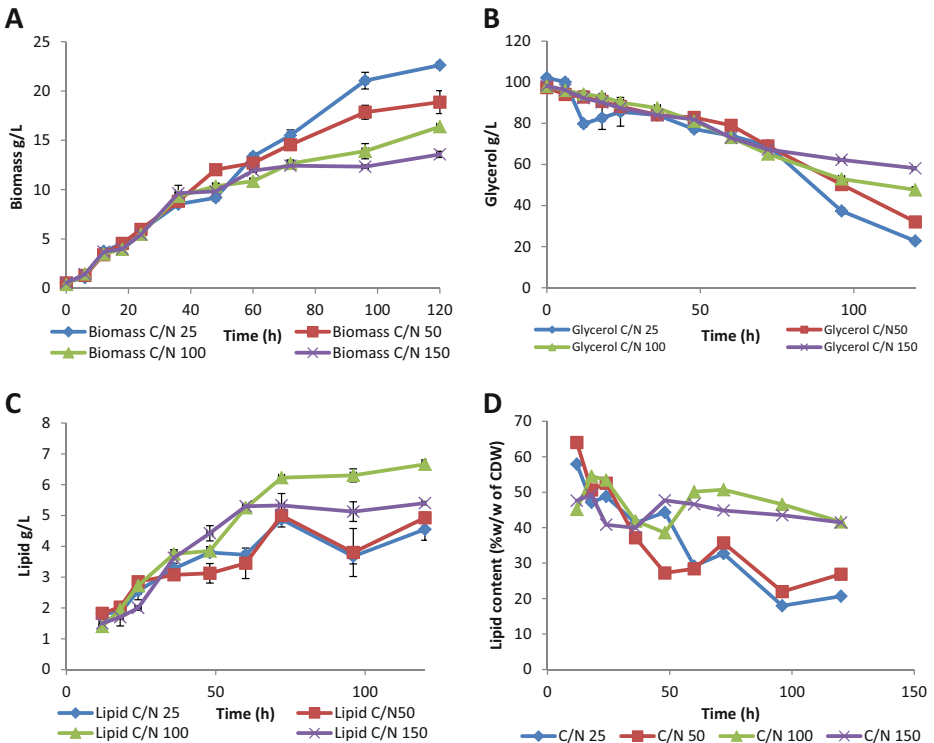 A
Biomass g/L
25
20
15
10
5
0
0 20 40 60 80 100 120
Time (h)
Biomass C/N 25
Biomass C/N 50
Biomass C/N 100
Biomass C/N 150
B
Glycerol g/L
120
100
80
60
40
20
0
0 50 100
Time (h)
Glycerol C/N 25
Glycerol C/N50
Glycerol C/N 100
Glycerol C/N 150
C
Lipid g/L
8
7
6
5
4
3
2
1
0
0 50 100
Time (h)
Lipid C/N 25
Lipid C/N50
Lipid C/N 100
Lipid C/N 150
D
Lipid content (%w/w of CDW)
70
60
50
40
30
20
10
0
0 50 100 150
Time (h)
C/N 25
C/N 50
C/N 100
C/N 150